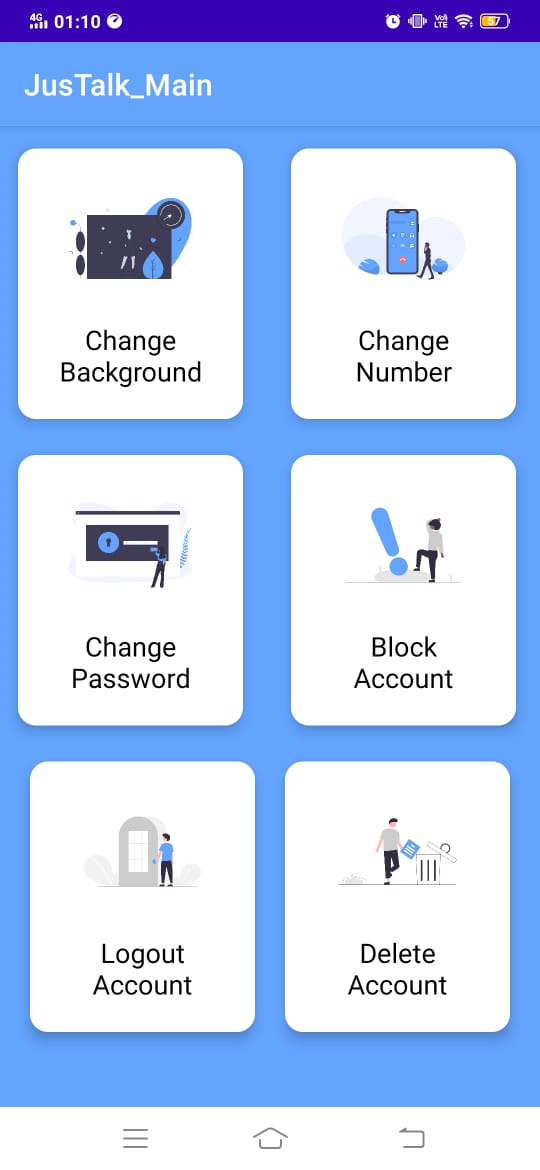 4G 01:10 Vo) LTE 57
JusTalk_Main
Change
Background
Change
Number
Change
Password
Block
Account
Logout
Account
Delete
Account